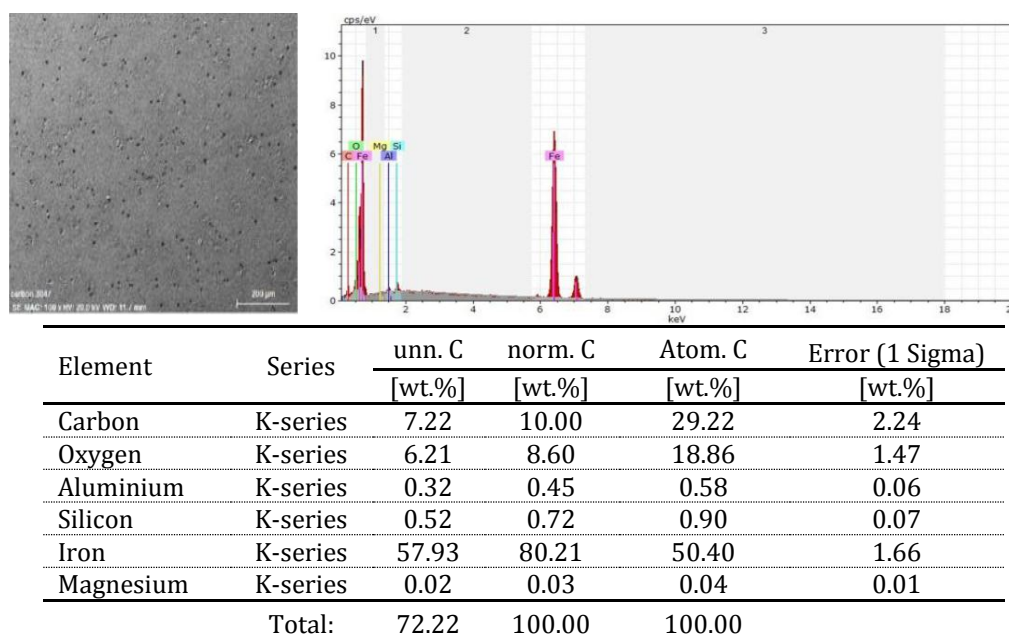 cps/eV
1 2 3
10
8
6
4
2
O Mg Si
C Fe Al Fe
2 4 6 8 10 12 14 16 18 2
keV
carbon 3047
200 µm
Element Series unn. C norm. C Atom. C Error (1 Sigma)
[wt.%] [wt.%] [wt.%] [wt.%]
Carbon K-series 7.22 10.00 29.22 2.24
Oxygen K-series 6.21 8.60 18.86 1.47
Aluminium K-series 0.32 0.45 0.58 0.06
Silicon K-series 0.52 0.72 0.90 0.07
Iron K-series 57.93 80.21 50.40 1.66
Magnesium K-series 0.02 0.03 0.04 0.01
Total: 72.22 100.00 100.00